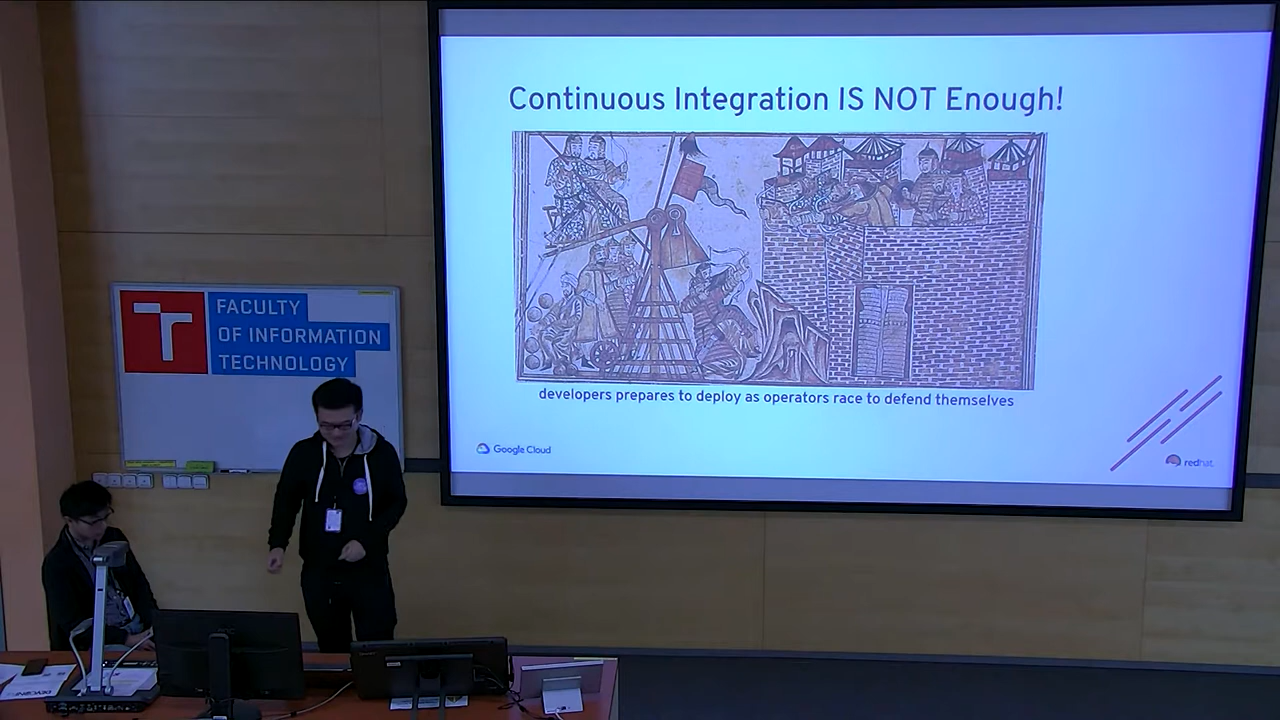 Continuous Integration IS NOT Enough!
developers prepares to deploy as operators race to defend themselves
Google Cloud
redhat
FACULTY
OF INFORMATION
TECHNOLOGY